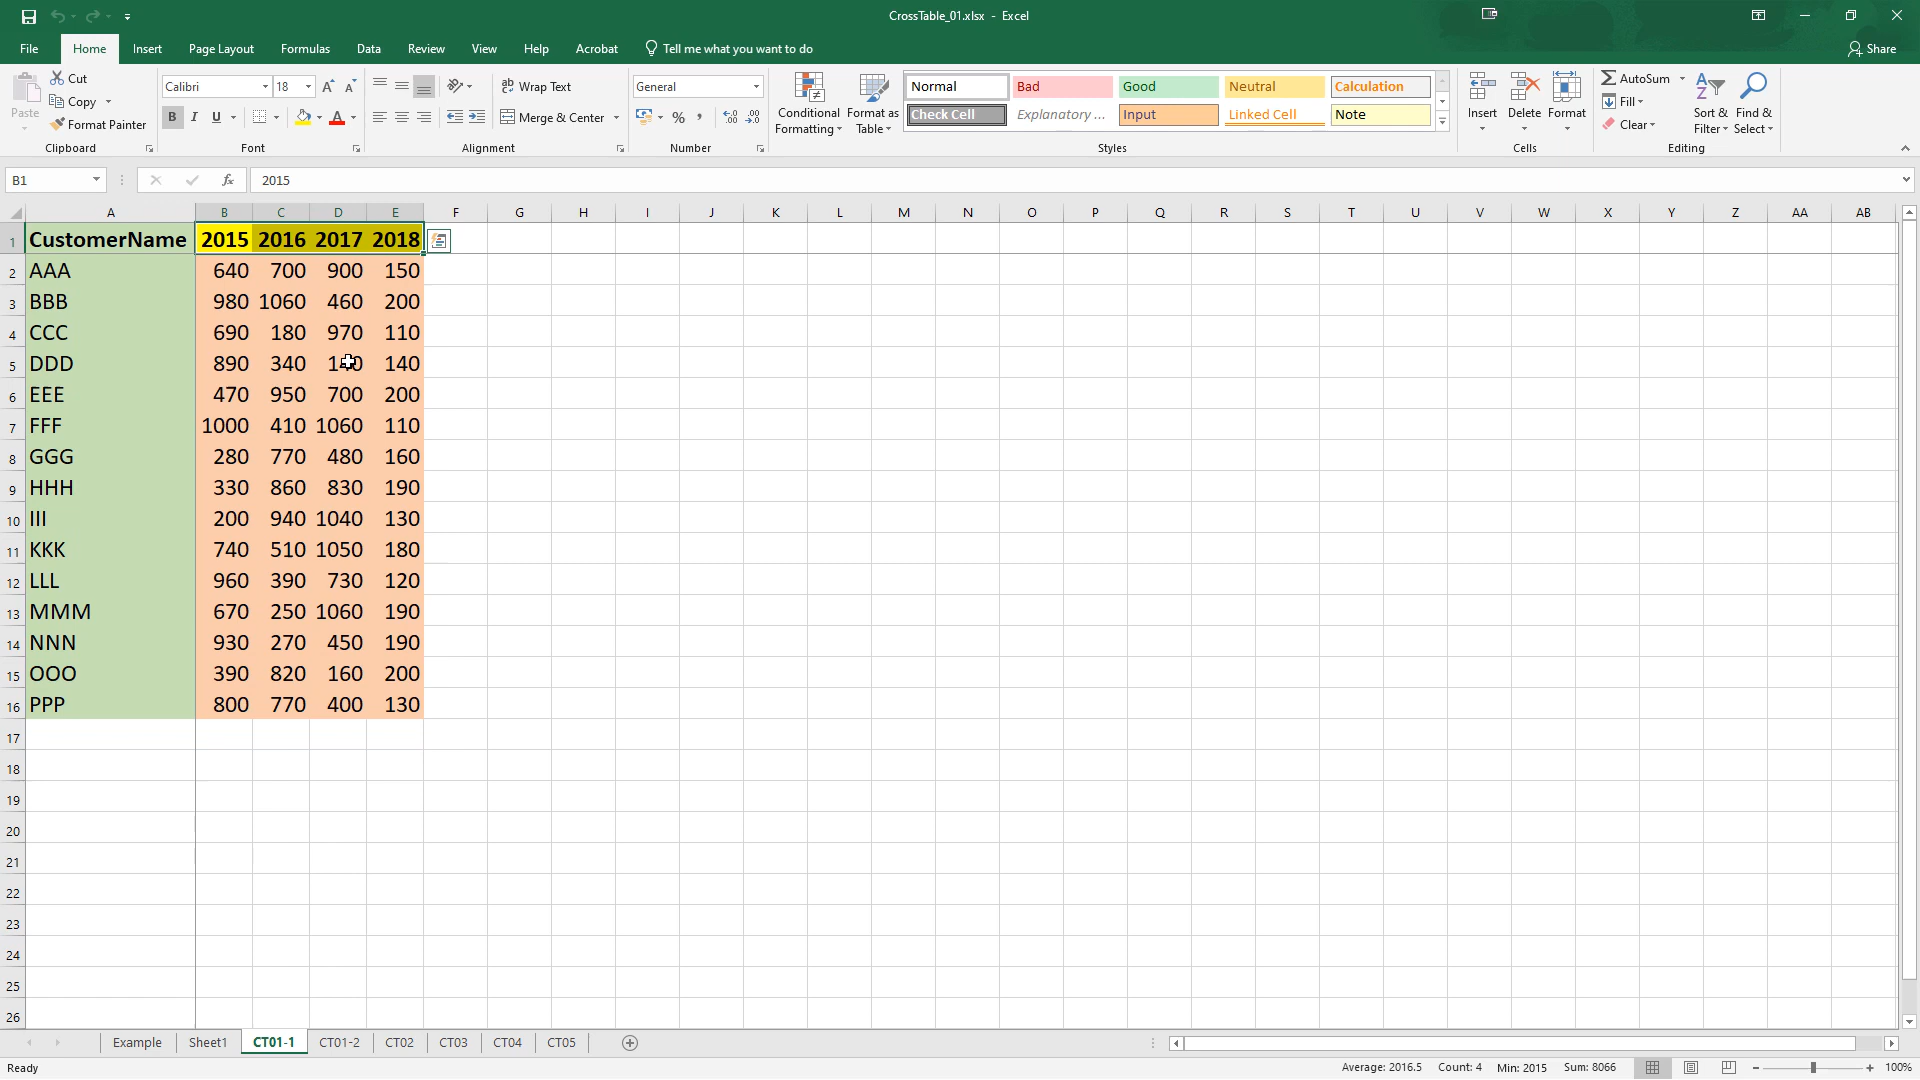 CrossTable_01.xlsx - Excel
File Home Insert Page Layout Formulas Data Review View Help Acrobat Tell me what you want to do Share
Paste Cut Copy Format Painter Clipboard
Calibri 18 A A B I U A Font
Wrap Text Merge & Center Alignment
General % , Number
Conditional Formatting Format as Table
Normal Bad Good Neutral Calculation
Check Cell Explanatory ... Input Linked Cell Note
Styles
Insert Delete Format Cells
AutoSum Fill Clear Sort & Filter Find & Select Editing
B1 fx 2015
A B C D E F G H I J K L M N O P Q R S T U V W X Y Z AA AB
1 CustomerName 2015 2016 2017 2018
2 AAA 640 700 900 150
3 BBB 980 1060 460 200
4 CCC 690 180 970 110
5 DDD 890 340 140
6 EEE 470 950 700 200
7 FFF 1000 410 1060 110
8 GGG 280 770 480 160
9 HHH 330 860 830 190
10 III 200 940 1040 130
11 KKK 740 510 1050 180
12 LLL 960 390 730 120
13 MMM 670 250 1060 190
14 NNN 930 270 450 190
15 OOO 390 820 160 200
16 PPP 800 770 400 130
17
18
19
20
21
22
23
24
25
26
Example Sheet1 CT01-1 CT01-2 CT02 CT03 CT04 CT05
Ready Average: 2016.5 Count: 4 Min: 2015 Sum: 8066 100%